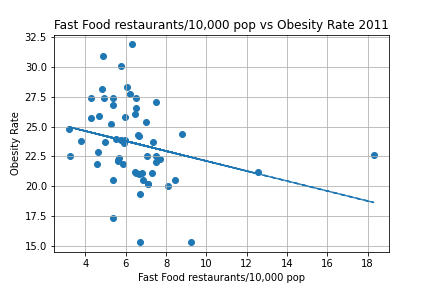 Fast Food restaurants/10,000 pop vs Obesity Rate 2011
32.5
30.0
27.5
25.0
22.5
20.0
17.5
15.0
Obesity Rate
4 6 8 10 12 14 16 18
Fast Food restaurants/10,000 pop